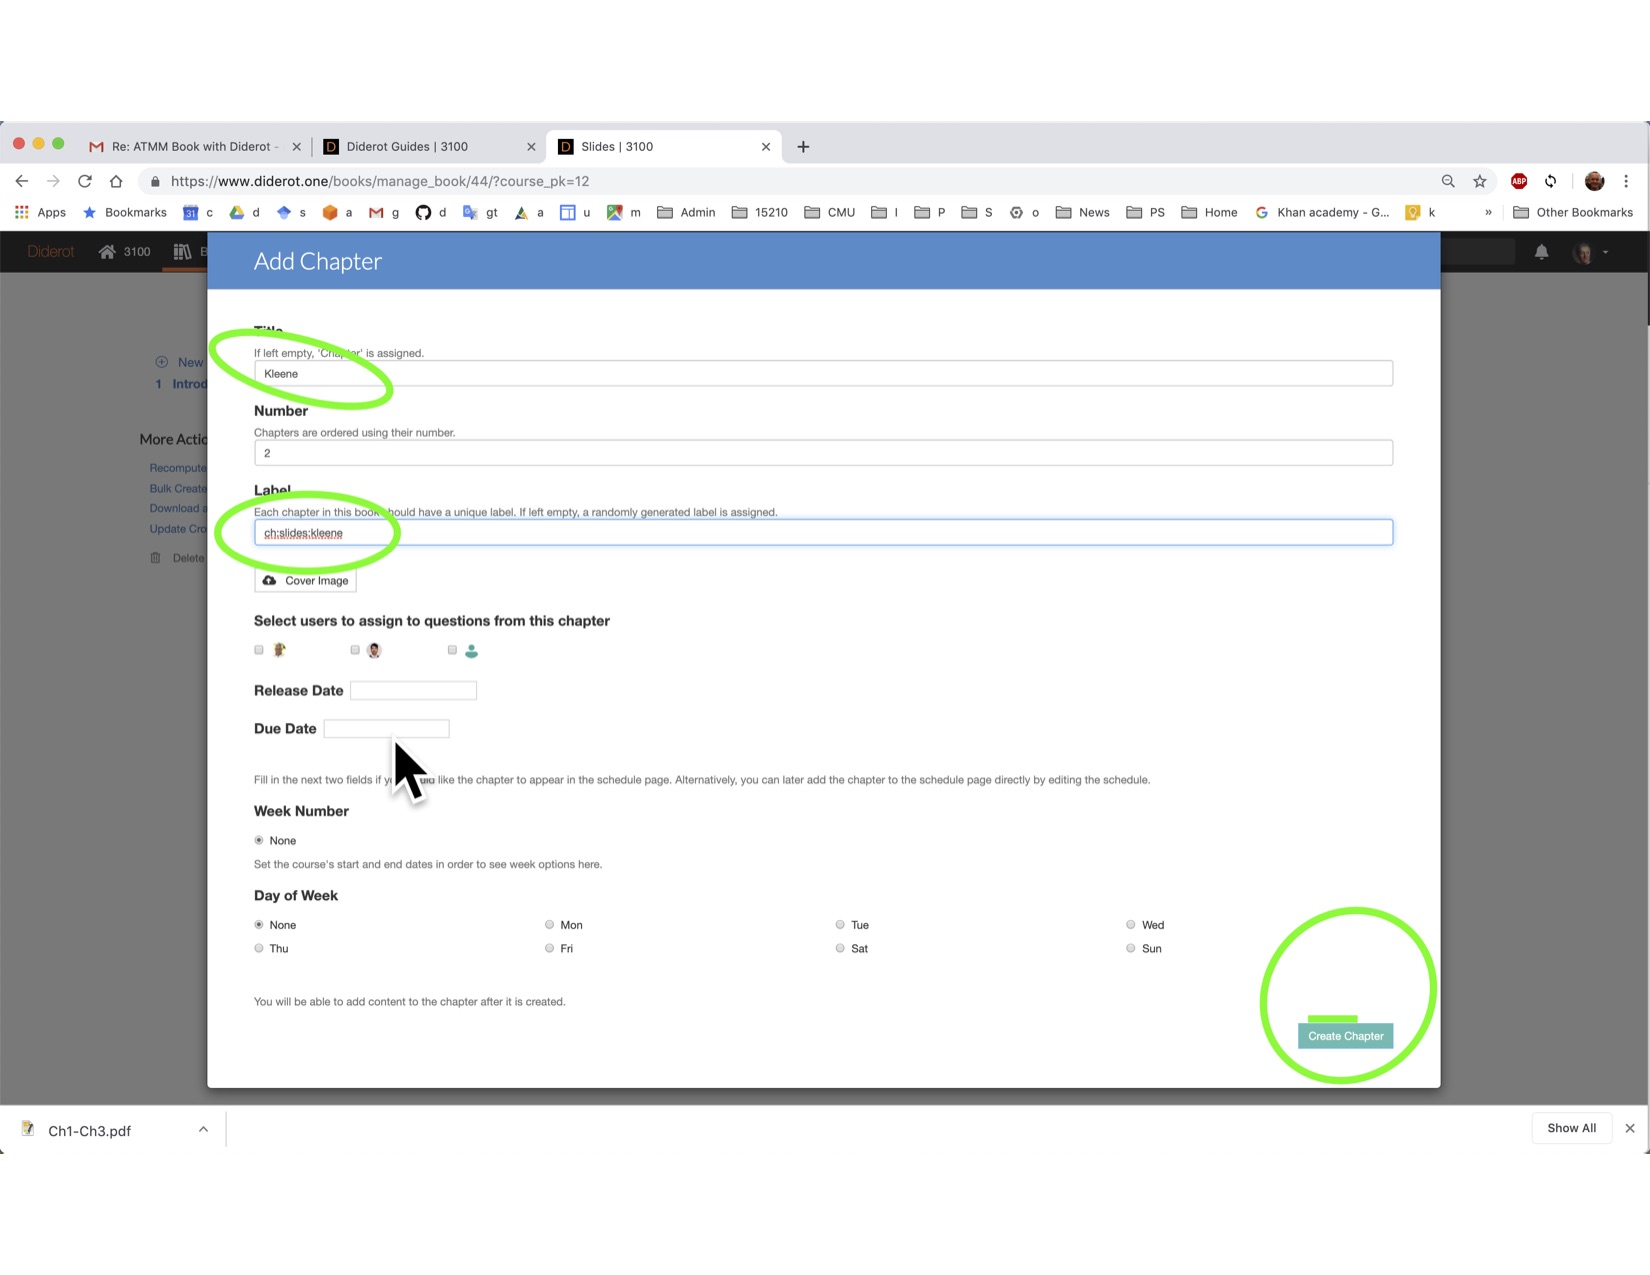 Re: ATMM Book with Diderot -
Diderot Guides | 3100
Slides | 3100
https://www.diderot.one/books/manage_book/44/?course_pk=12
ABP
Apps Bookmarks 31 c d s a g d gt a u m Admin 15210 CMU I P S o News PS Home Khan academy - G... k » Other Bookmarks
Diderot 3100 B
Add Chapter
Title
If left empty, 'Chapter' is assigned.
New
Kleene
1 Introd
Number
Chapters are ordered using their number.
More Actio
2
Recompute
Bulk Create
Label
Download a
Each chapter in this book should have a unique label. If left empty, a randomly generated label is assigned.
Update Cro
ch:slides:kleene
Delete
Cover Image
Select users to assign to questions from this chapter
Release Date
Due Date
Fill in the next two fields if you would like the chapter to appear in the schedule page. Alternatively, you can later add the chapter to the schedule page directly by editing the schedule.
Week Number
None
Set the course's start and end dates in order to see week options here.
Day of Week
None Mon Tue Wed
Thu Fri Sat Sun
You will be able to add content to the chapter after it is created.
Create Chapter
Ch1-Ch3.pdf
Show All